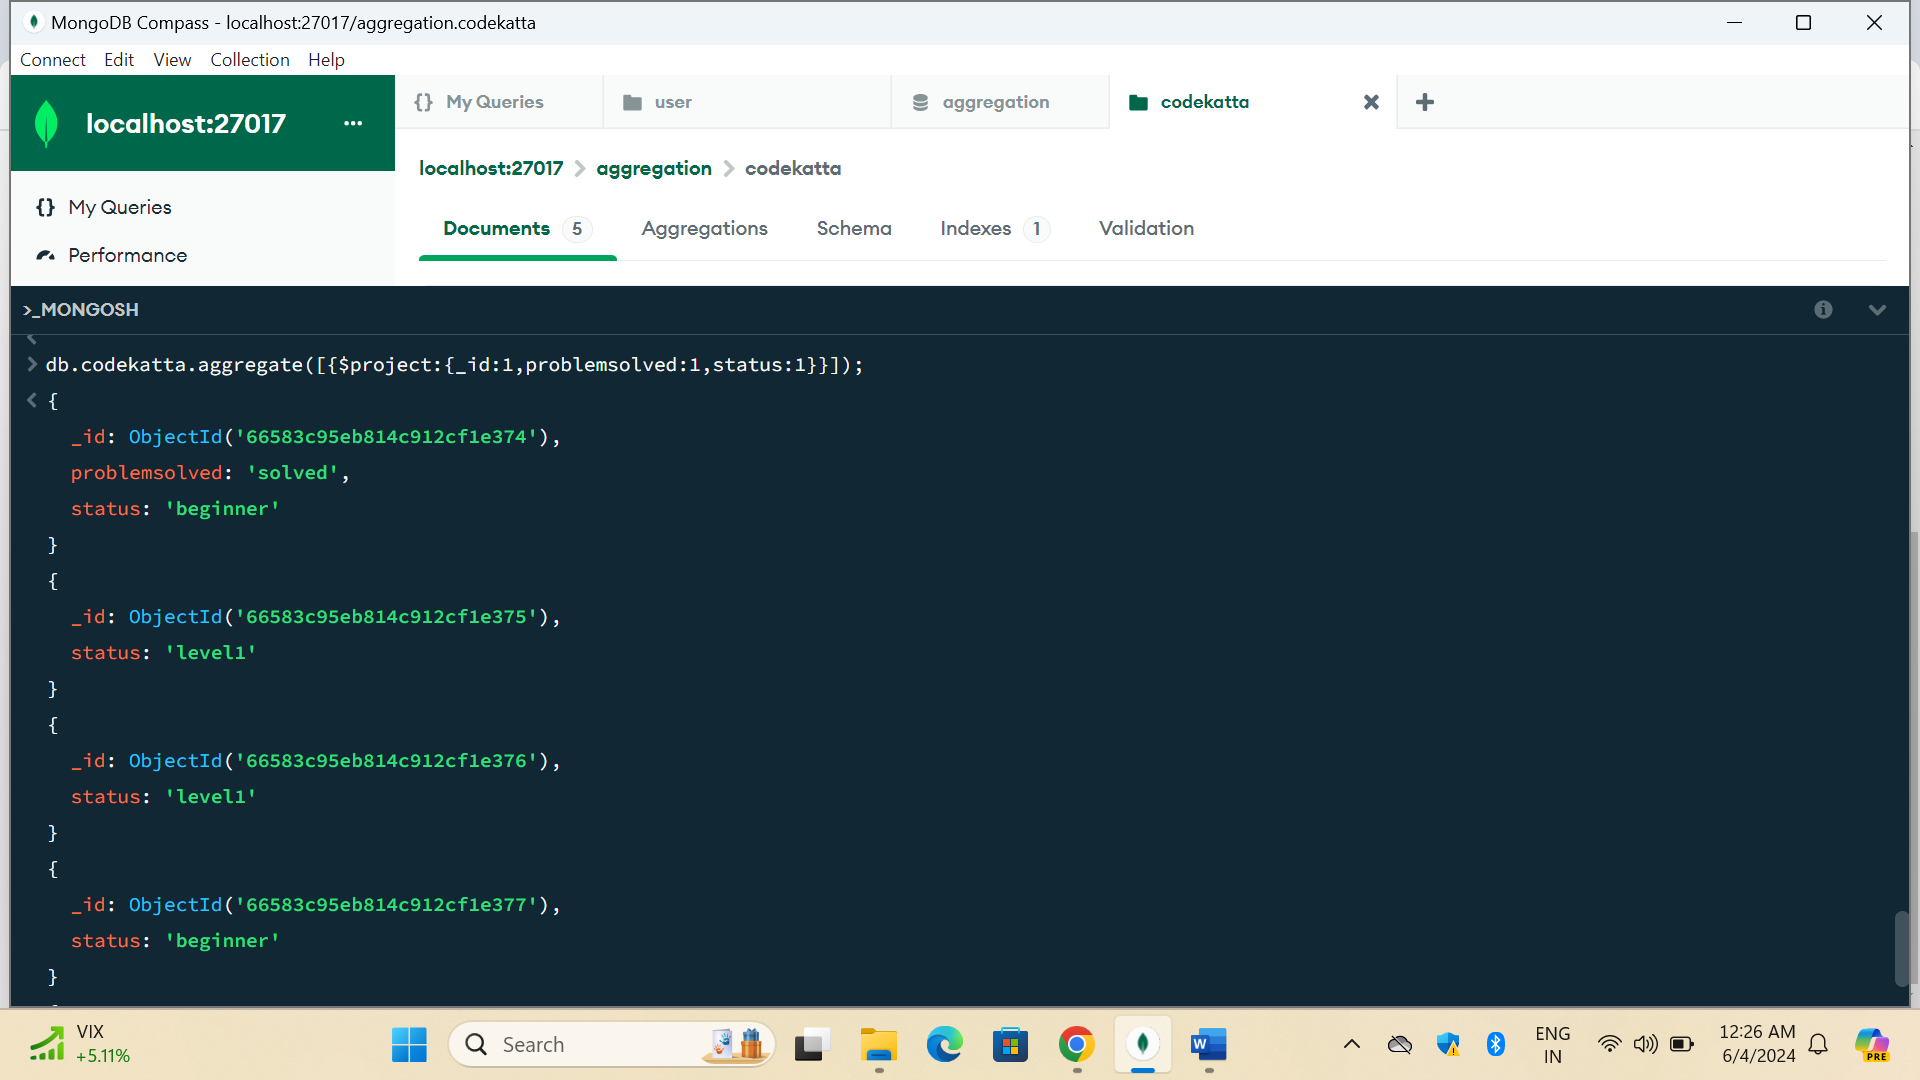 MongoDB Compass - localhost:27017/aggregation.codekatta
Connect Edit View Collection Help
localhost:27017 ...
{} My Queries
user
aggregation
codekatta
localhost:27017 > aggregation > codekatta
{} My Queries
Performance
Documents 5 Aggregations Schema Indexes 1 Validation
>_MONGOSH
> db.codekatta.aggregate([{$project:{_id:1,problemsolved:1,status:1}}]);
< {
_id: ObjectId('66583c95eb814c912cf1e374'),
problemsolved: 'solved',
status: 'beginner'
}
{
_id: ObjectId('66583c95eb814c912cf1e375'),
status: 'level1'
}
{
_id: ObjectId('66583c95eb814c912cf1e376'),
status: 'level1'
}
{
_id: ObjectId('66583c95eb814c912cf1e377'),
status: 'beginner'
}
VIX
+5.11%
Search
W
ENG
IN
12:26 AM
6/4/2024
PRE